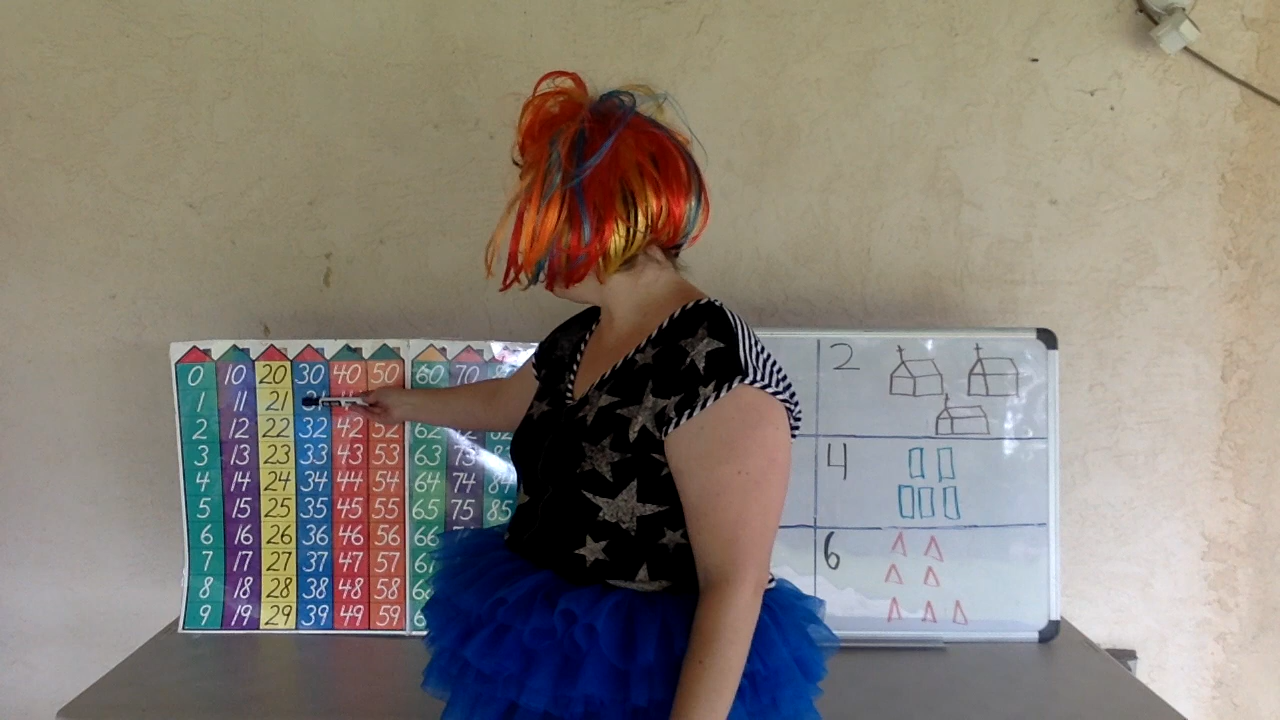 0 10 20 30 40 50 60 70
1 11 21 31
2 12 22 32 42 52 62
3 13 23 33 43 53 63 73
4 14 24 34 44 54 64 74 84
5 15 25 35 45 55 65 75 85
6 16 26 36 46 56 66
7 17 27 37 47 57
8 18 28 38 48 58
9 19 29 39 49 59
2
4
6